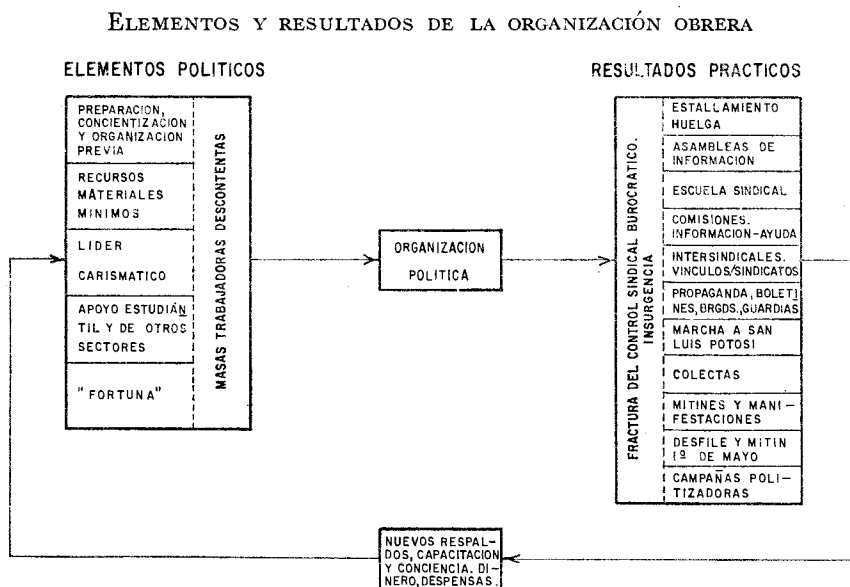 ELEMENTOS Y RESULTADOS DE LA ORGANIZACIÓN OBRERA
ELEMENTOS POLITICOS
PREPARACION,
CONCIENTIZACION
Y ORGANIZACION
PREVIA
RECURSOS
MATERIALES
MINIMOS
LIDER
CARISMATICO
APOYO ESTUDIAN
TIL Y DE OTROS
SECTORES
"FORTUNA"
MASAS TRABAJADORAS DESCONTENTAS
ORGANIZACION
POLITICA
RESULTADOS PRACTICOS
FRACTURA DEL CONTROL SINDICAL BUROCRATICO.
INSURGENCIA
ESTALLAMIENTO
HUELGA
ASAMBLEAS DE
INFORMACION
ESCUELA SINDICAL
COMISIONES.
INFORMACION-AYUDA
INTERSINDICALES.
VINCULOS/SINDICATOS
PROPAGANDA, BOLETI
NES, BRGDS., GUARDIAS
MARCHA A SAN
LUIS POTOSI
COLECTAS
MITINES Y MANI-
FESTACIONES
DESFILE Y MITIN
1º DE MAYO
CAMPAÑAS POLI-
TIZADORAS
NUEVOS RESPAL-
DOS, CAPACITACION
Y CONCIENCIA. DI-
NERO, DESPENSAS.